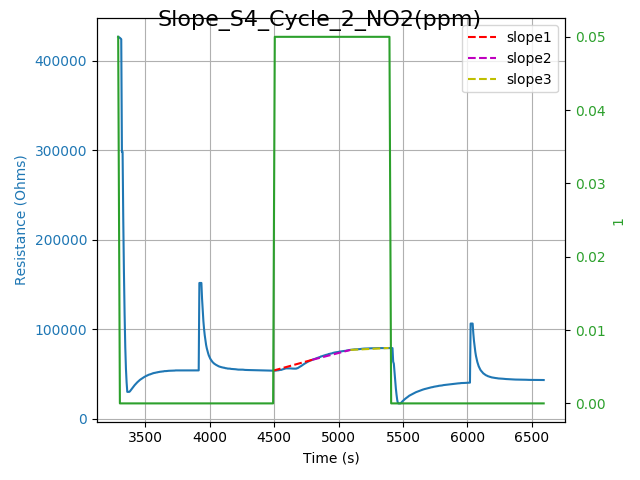 Slope_S4_Cycle_2_NO2(ppm)
slope1
slope2
slope3
Resistance (Ohms)
400000
300000
200000
100000
0
0.05
0.04
0.03
0.02
0.01
0.00
1
3500 4000 4500 5000 5500 6000 6500
Time (s)